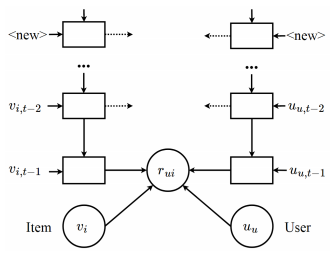 <new> <new>
... ...
v_{i,t−2} u_{u,t−2}
v_{i,t−1} r_{ui} u_{u,t−1}
Item v_i u_u User